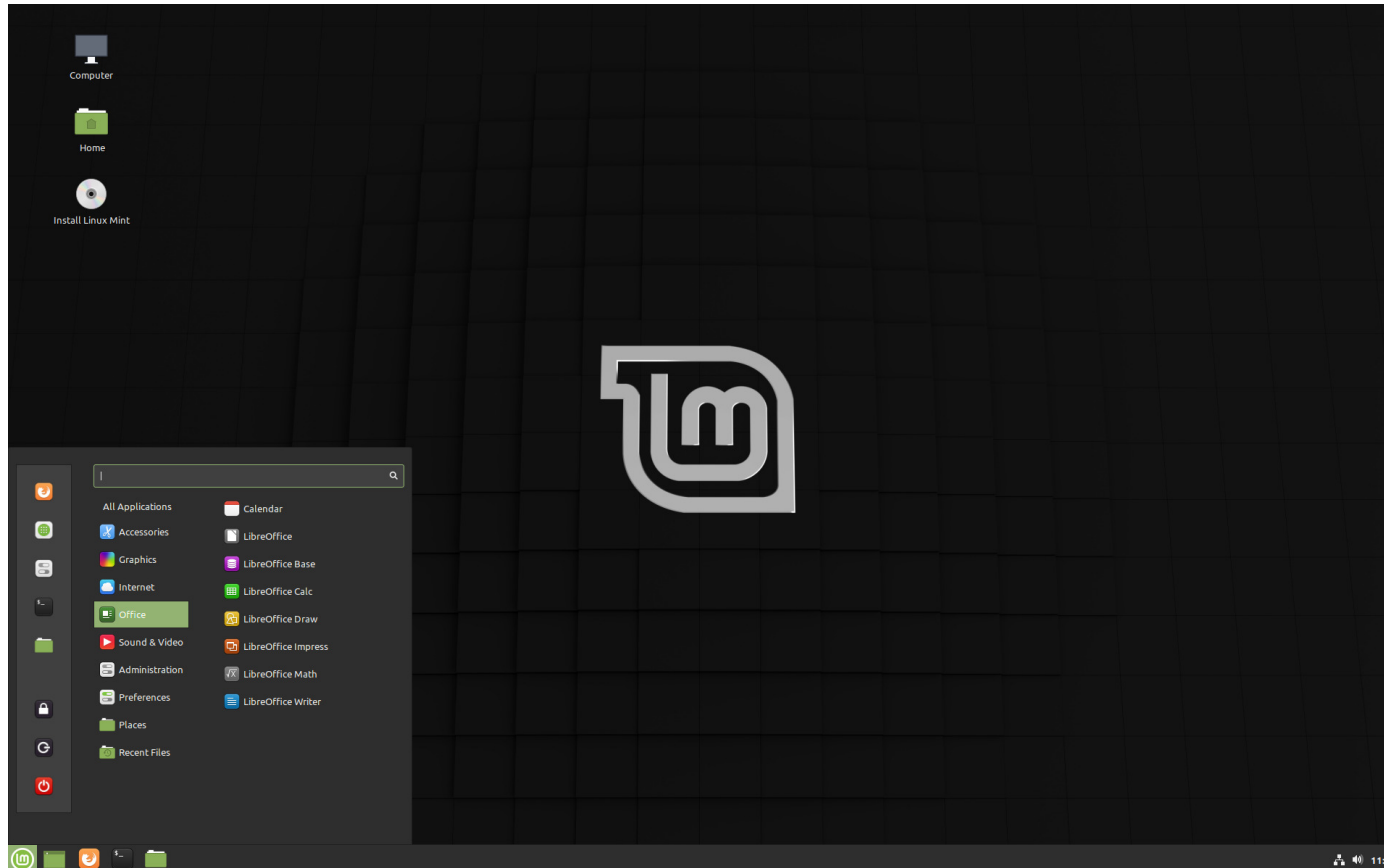 Computer
Home
Install Linux Mint
lm
All Applications
Accessories
Graphics
Internet
Office
Sound & Video
Administration
Preferences
Places
Recent Files
Calendar
LibreOffice
LibreOffice Base
LibreOffice Calc
LibreOffice Draw
LibreOffice Impress
LibreOffice Math
LibreOffice Writer